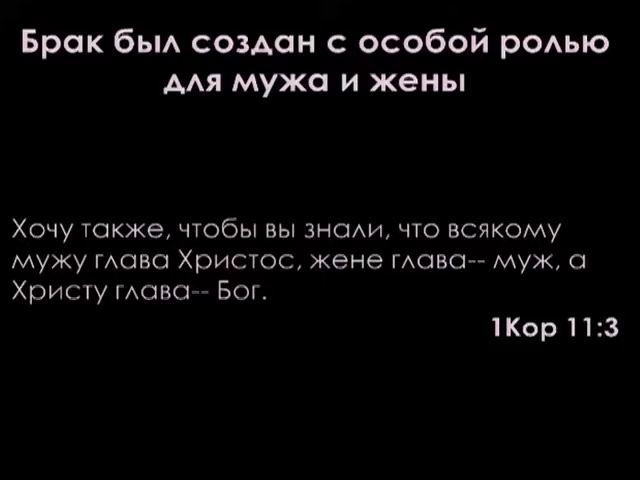 Брак был создан с особой ролью
для мужа и жены
Хочу также, чтобы вы знали, что всякому
мужу глава Христос, жене глава-- муж, а
Христу глава-- Бог.
1Кор 11:3